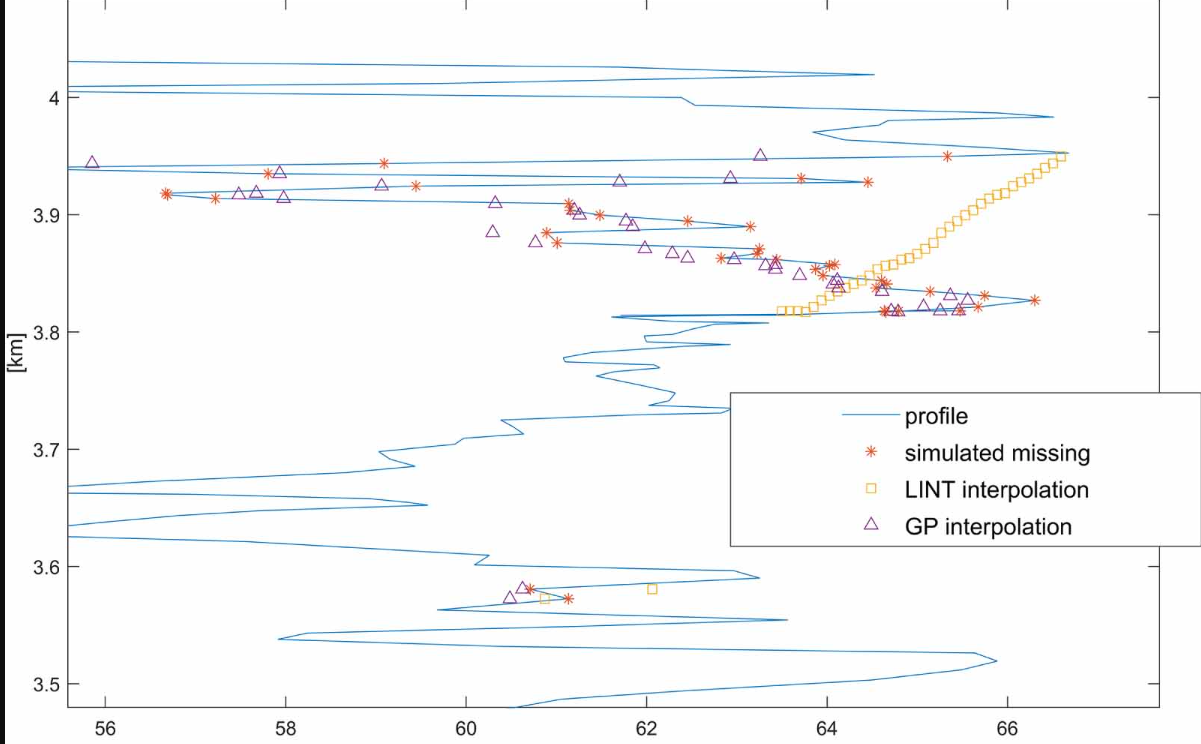 4
3.9
3.8
[km]
3.7
3.6
3.5
56 58 60 62 64 66
profile
simulated missing
LINT interpolation
GP interpolation